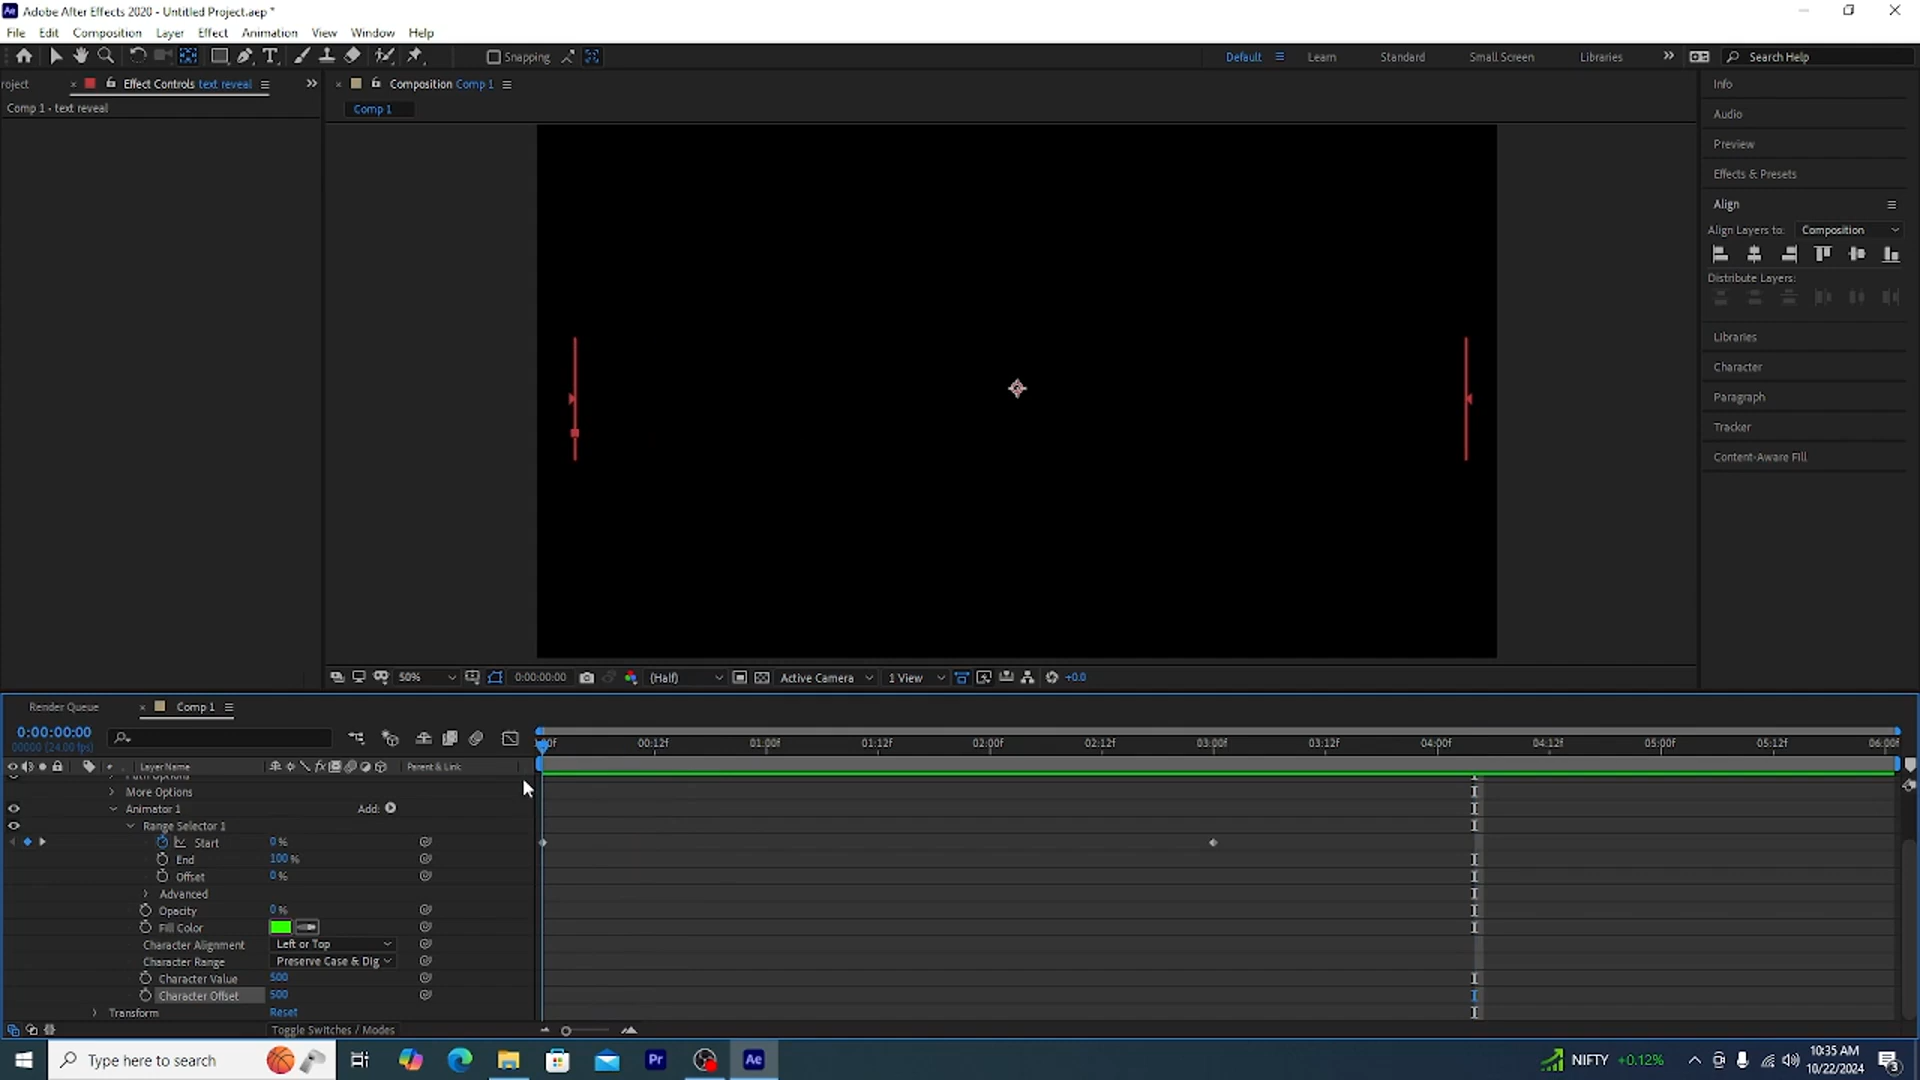 Adobe After Effects 2020 - Untitled Project.aep *
File Edit Composition Layer Effect Animation View Window Help
Snapping
Default Learn Standard Small Screen Libraries Search Help
roject Effect Controls text reveal
Composition Comp 1
Comp 1 - text reveal
Comp 1
Info
Audio
Preview
Effects & Presets
Align
Align Layers to: Composition
Distribute Layers:
Libraries
Character
Paragraph
Tracker
Content-Aware Fill
50% 0:00:00:00 (Half) Active Camera 1 View +0.0
Render Queue Comp 1
0:00:00:00
00000 (24.00 fps)
00:12f 01:00f 01:12f 02:00f 02:12f 03:00f 03:12f 04:00f 04:12f 05:00f 05:12f 06:00f
Layer Name Parent & Link
Path Options
More Options
Animator 1 Add:
Range Selector 1
Start 0 %
End 100 %
Offset 0 %
Advanced
Opacity 0 %
Fill Color
Character Alignment Left or Top
Character Range Preserve Case & Dig
Character Value 500
Character Offset 500
Transform Reset
Toggle Switches / Modes
Type here to search
Pr Ae
NIFTY +0.12%
10:35 AM
10/22/2024
3